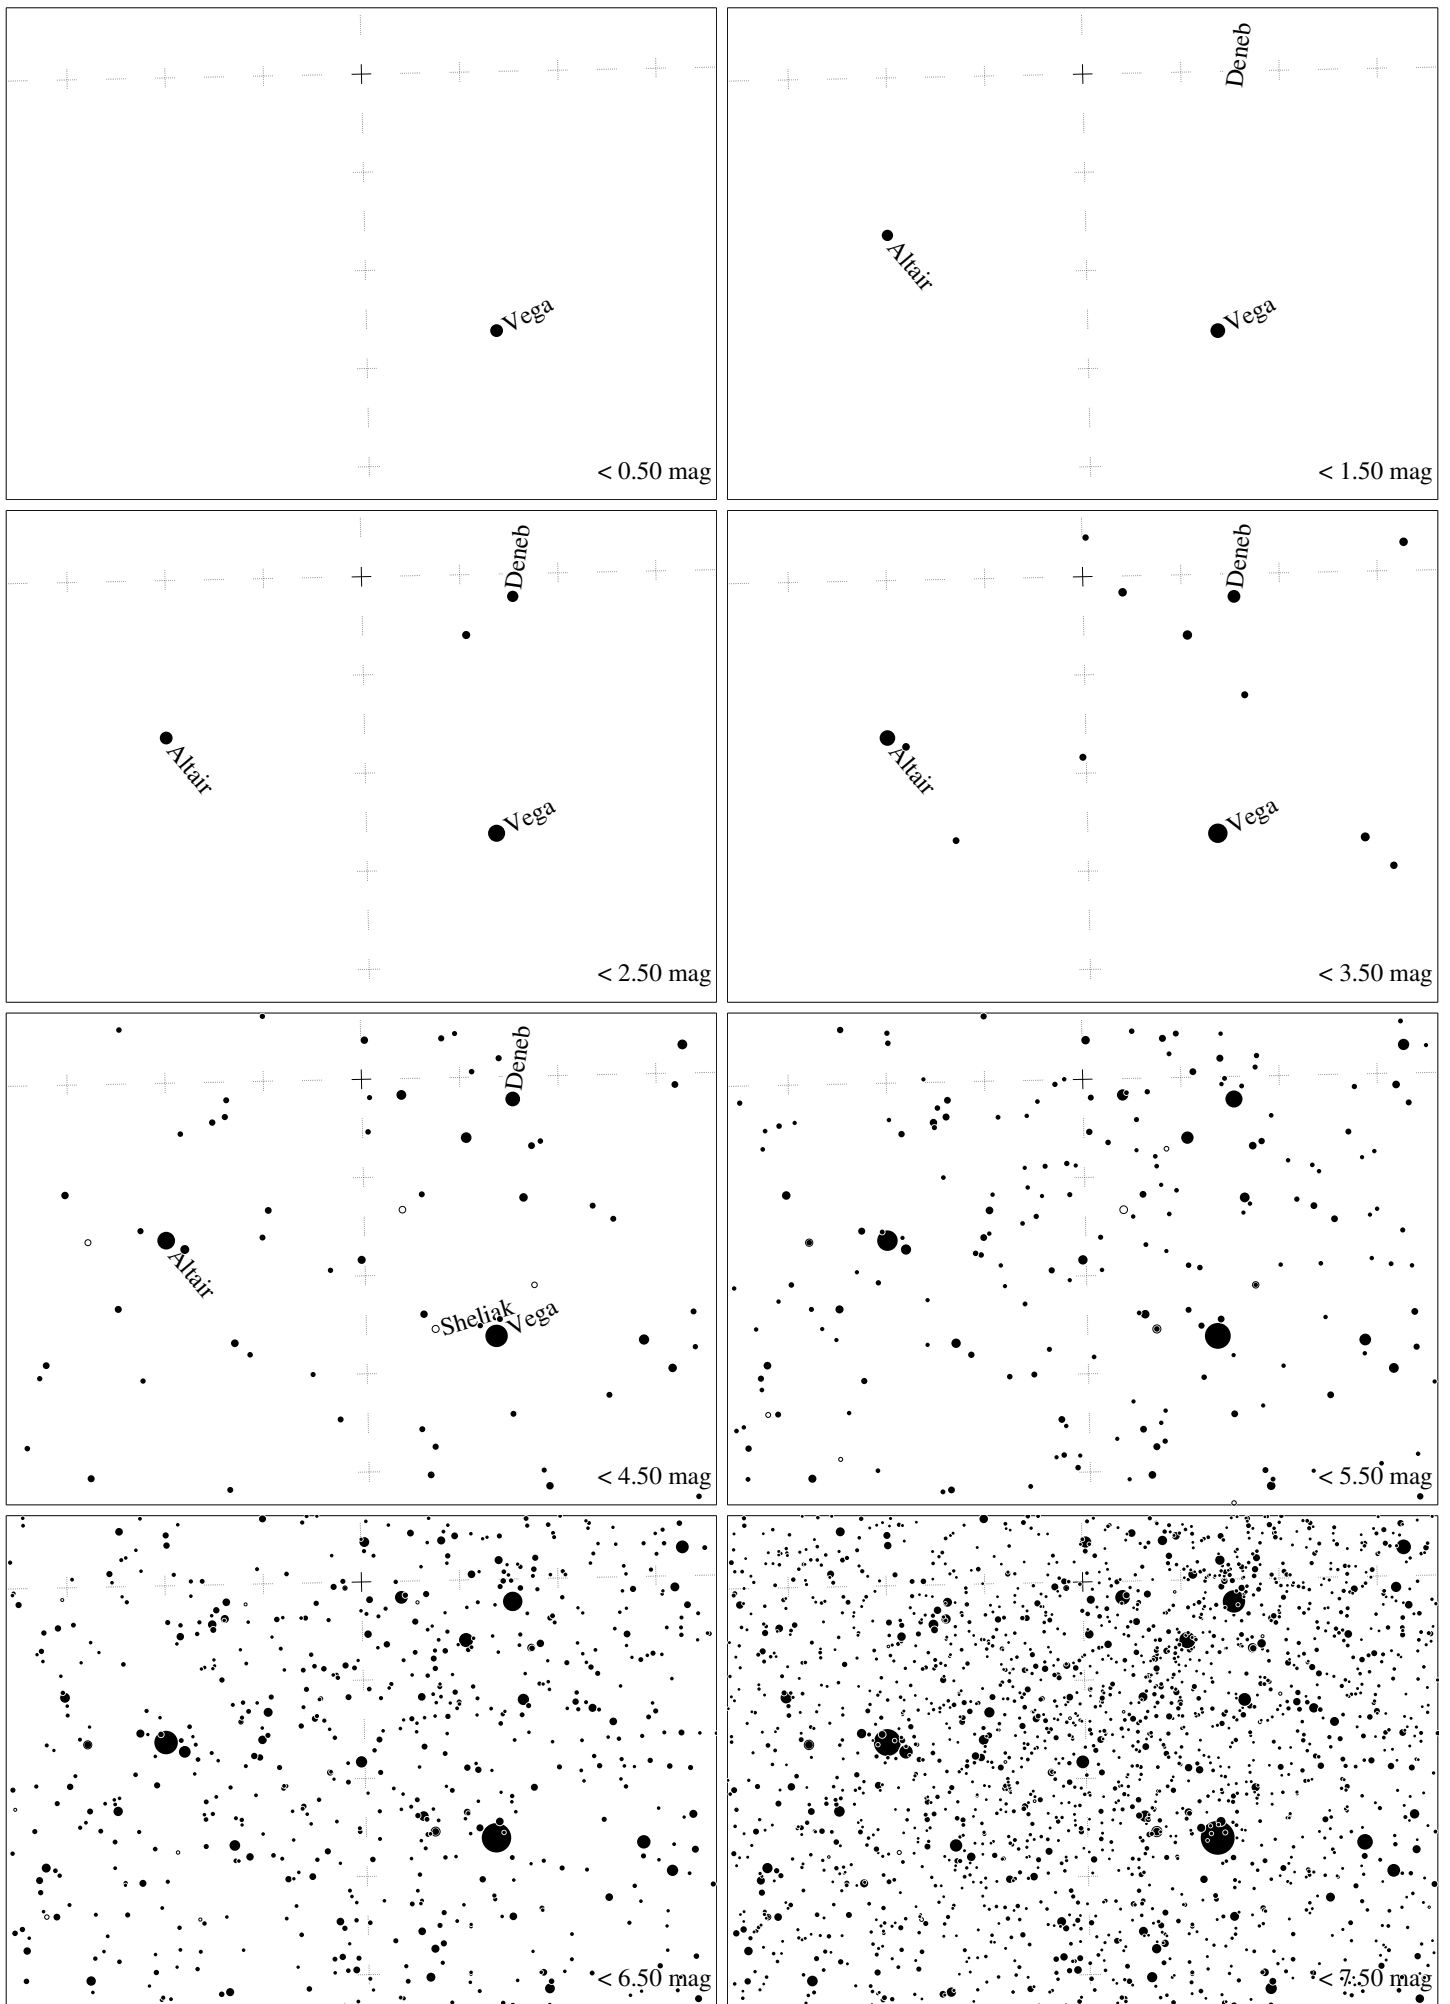 Vega
< 0.50 mag
Deneb
Altair
Vega
< 1.50 mag
Deneb
Altair
Vega
< 2.50 mag
Deneb
Altair
Vega
< 3.50 mag
Deneb
Altair
Sheliak
Vega
< 4.50 mag
< 5.50 mag
< 6.50 mag
< 7.50 mag